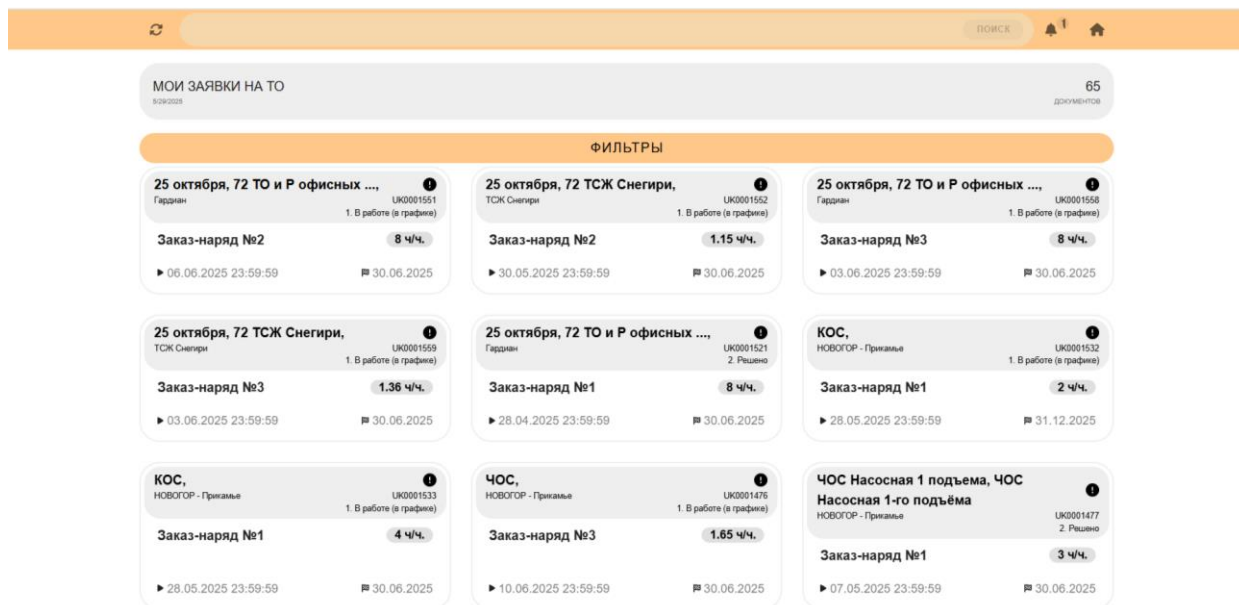 ПОИСК
1
МОИ ЗАЯВКИ НА ТО
5/29/2025
65
ДОКУМЕНТОВ
ФИЛЬТРЫ
25 октября, 72 ТО и Р офисных ...,
Гардиан
UK0001551
1. В работе (в графике)
Заказ-наряд №2
8 ч/ч.
06.06.2025 23:59:59
30.06.2025
25 октября, 72 ТСЖ Снегири,
ТСЖ Снегири
UK0001552
1. В работе (в графике)
Заказ-наряд №2
1.15 ч/ч.
30.05.2025 23:59:59
30.06.2025
25 октября, 72 ТО и Р офисных ...,
Гардиан
UK0001558
1. В работе (в графике)
Заказ-наряд №3
8 ч/ч.
03.06.2025 23:59:59
30.06.2025
25 октября, 72 ТСЖ Снегири,
ТСЖ Снегири
UK0001559
1. В работе (в графике)
Заказ-наряд №3
1.36 ч/ч.
03.06.2025 23:59:59
30.06.2025
25 октября, 72 ТО и Р офисных ...,
Гардиан
UK0001521
2. Решено
Заказ-наряд №1
8 ч/ч.
28.04.2025 23:59:59
30.06.2025
КОС,
НОВОГОР - Прикамье
UK0001532
1. В работе (в графике)
Заказ-наряд №1
2 ч/ч.
28.05.2025 23:59:59
31.12.2025
КОС,
НОВОГОР - Прикамье
UK0001533
1. В работе (в графике)
Заказ-наряд №1
4 ч/ч.
28.05.2025 23:59:59
30.06.2025
ЧОС,
НОВОГОР - Прикамье
UK0001476
1. В работе (в графике)
Заказ-наряд №3
1.65 ч/ч.
10.06.2025 23:59:59
30.06.2025
ЧОС Насосная 1 подъема, ЧОС
Насосная 1-го подъёма
НОВОГОР - Прикамье
UK0001477
2. Решено
Заказ-наряд №1
3 ч/ч.
07.05.2025 23:59:59
30.06.2025